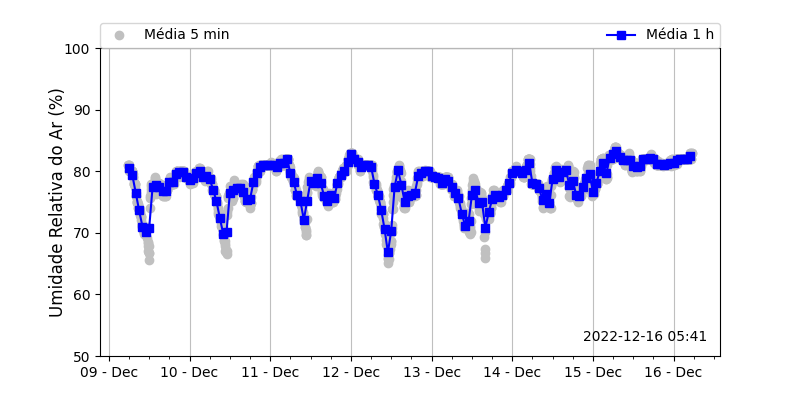 Média 5 min
Média 1 h
100
90
80
70
60
50
Umidade Relativa do Ar (%)
2022-12-16 05:41
09 - Dec
10 - Dec
11 - Dec
12 - Dec
13 - Dec
14 - Dec
15 - Dec
16 - Dec